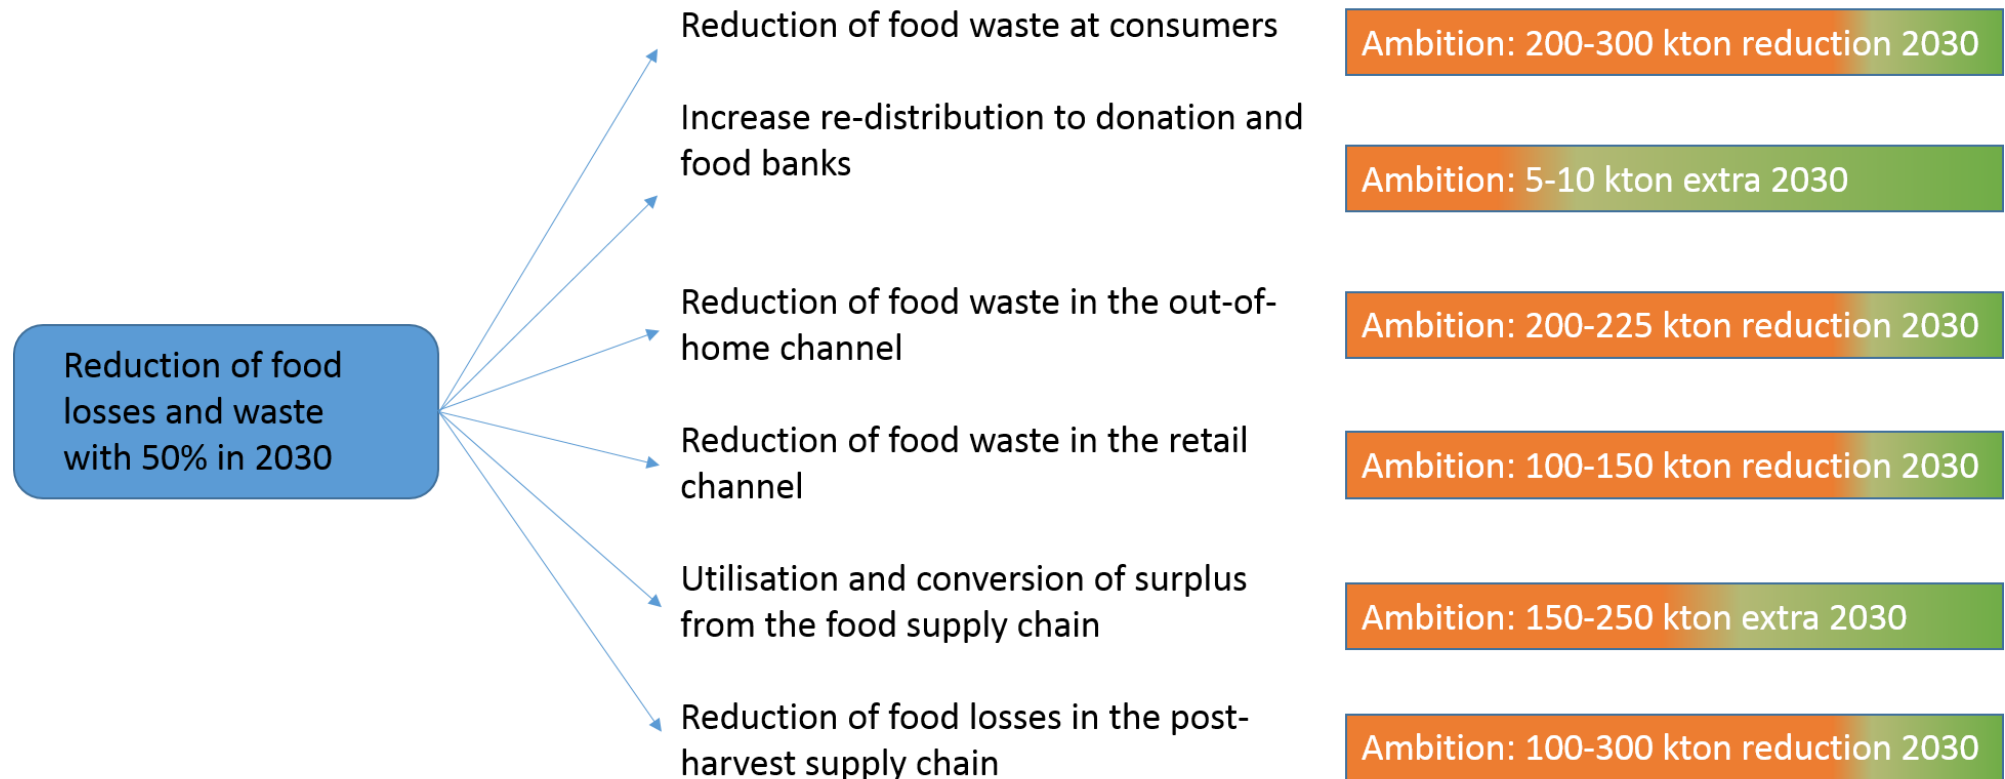 Reduction of food
losses and waste
with 50% in 2030
Reduction of food waste at consumers
Ambition: 200-300 kton reduction 2030
Increase re-distribution to donation and
food banks
Ambition: 5-10 kton extra 2030
Reduction of food waste in the out-of-
home channel
Ambition: 200-225 kton reduction 2030
Reduction of food waste in the retail
channel
Ambition: 100-150 kton reduction 2030
Utilisation and conversion of surplus
from the food supply chain
Ambition: 150-250 kton extra 2030
Reduction of food losses in the post-
harvest supply chain
Ambition: 100-300 kton reduction 2030